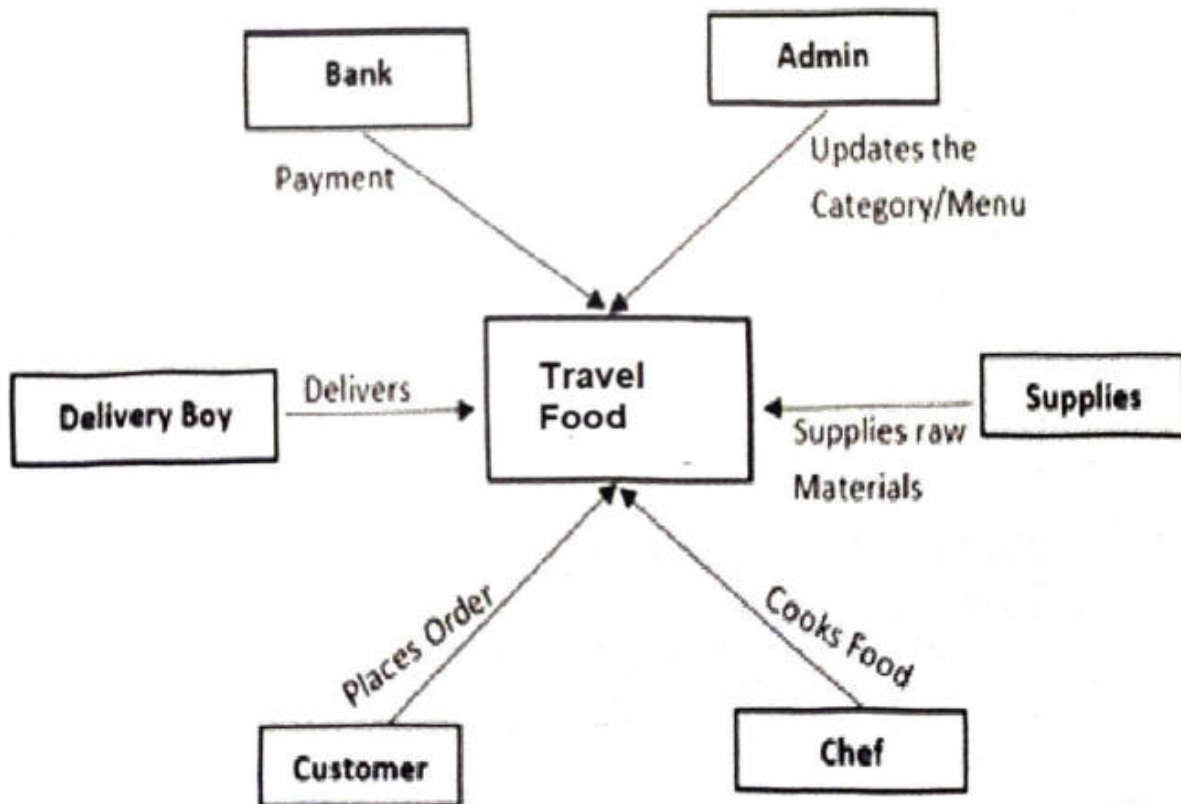 Bank
Admin
Payment
Updates the
Category/Menu
Travel
Food
Delivery Boy
Delivers
Supplies
Supplies raw
Materials
Places Order
Cooks Food
Customer
Chef